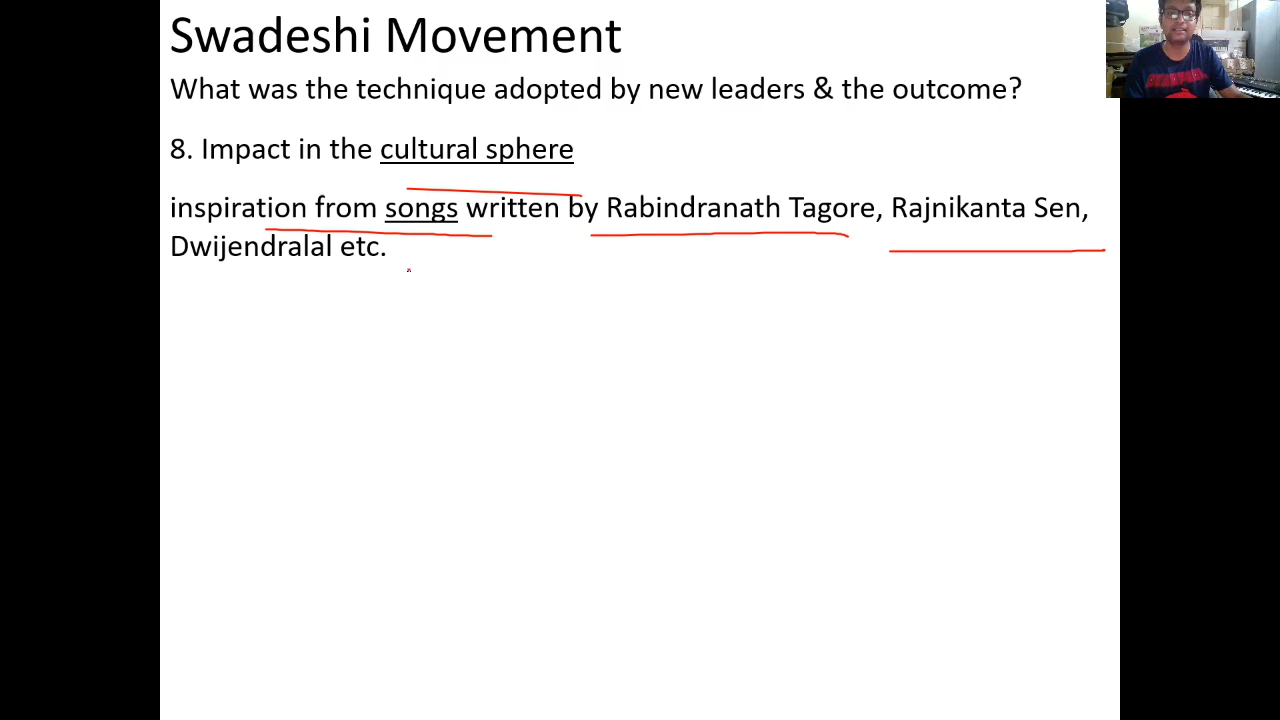 Swadeshi Movement
What was the technique adopted by new leaders & the outcome?
8. Impact in the cultural sphere
inspiration from songs written by Rabindranath Tagore, Rajnikanta Sen,
Dwijendralal etc.